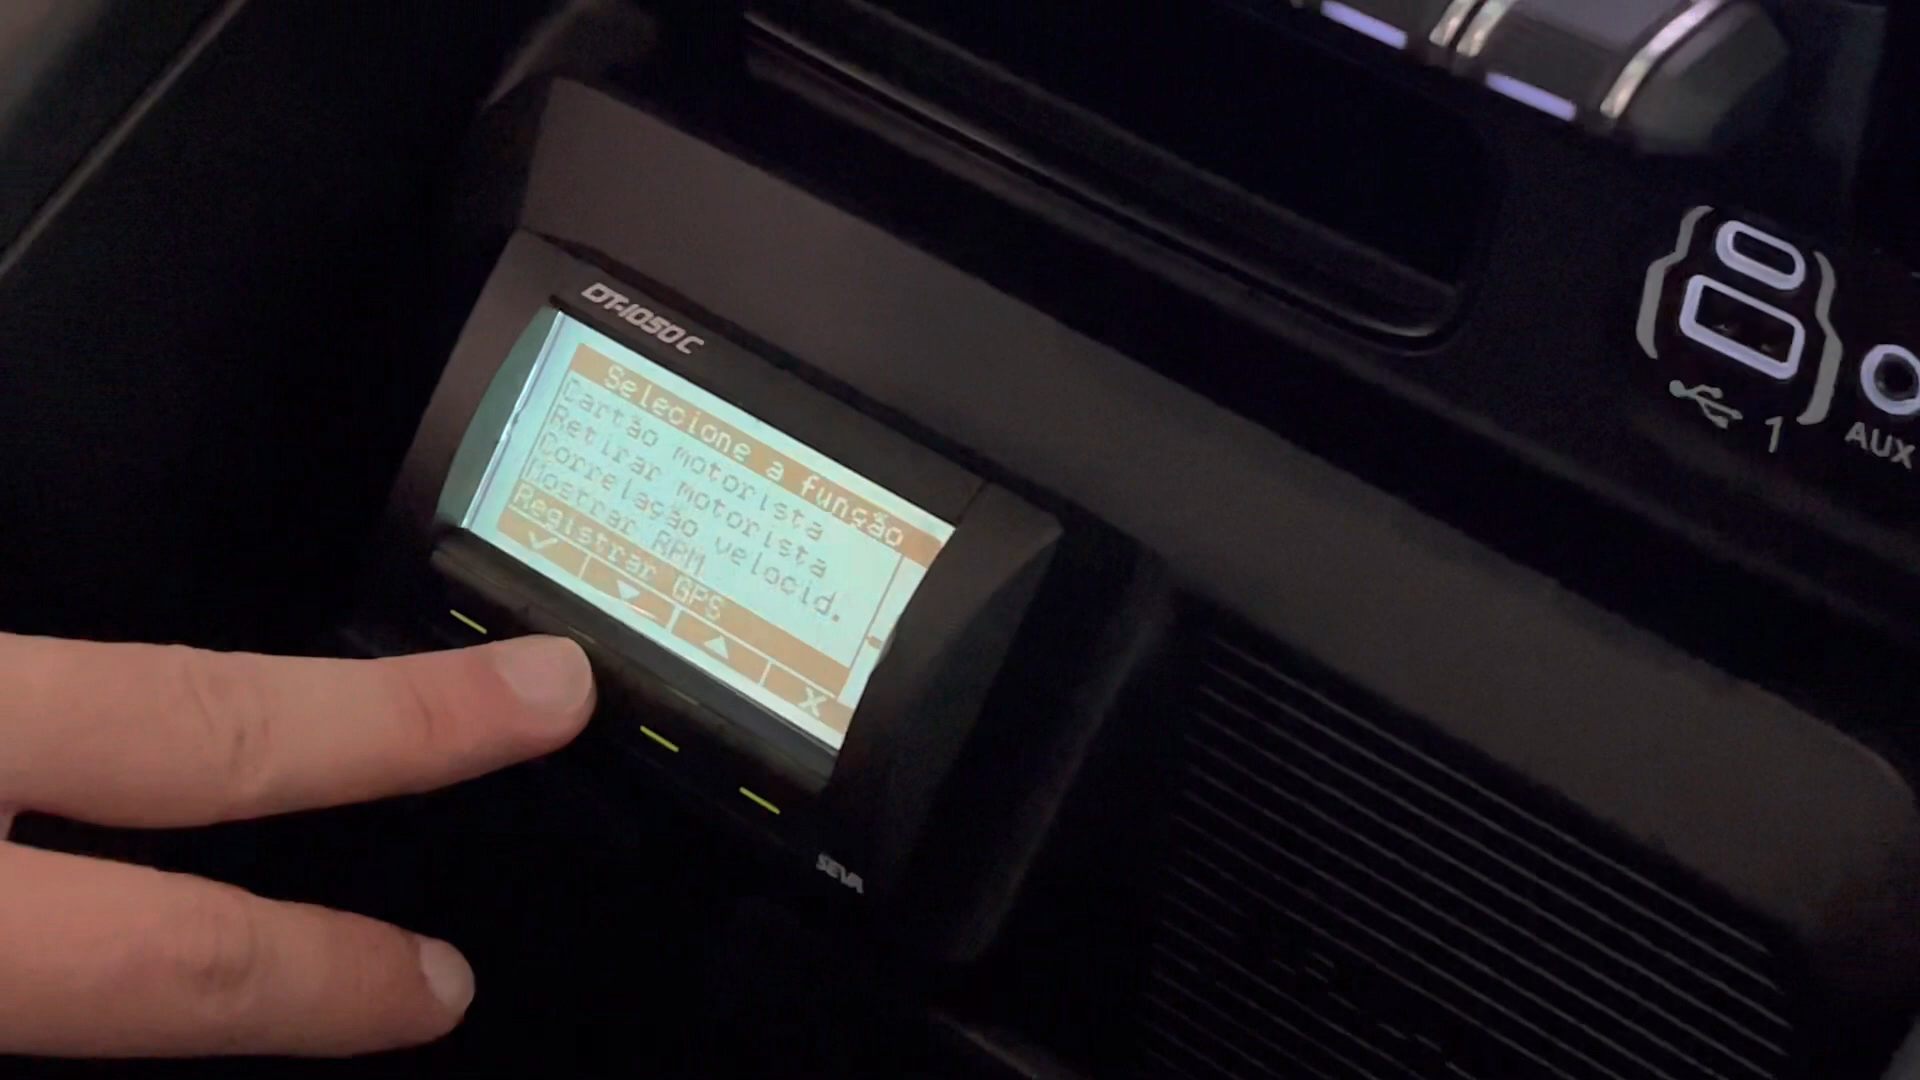 DT-1050C
Selecione a função
Cartão motorista
Retirar motorista
Correlação velocid.
Mostrar RPM
Registrar GPS
X
SEVA
1
AUX